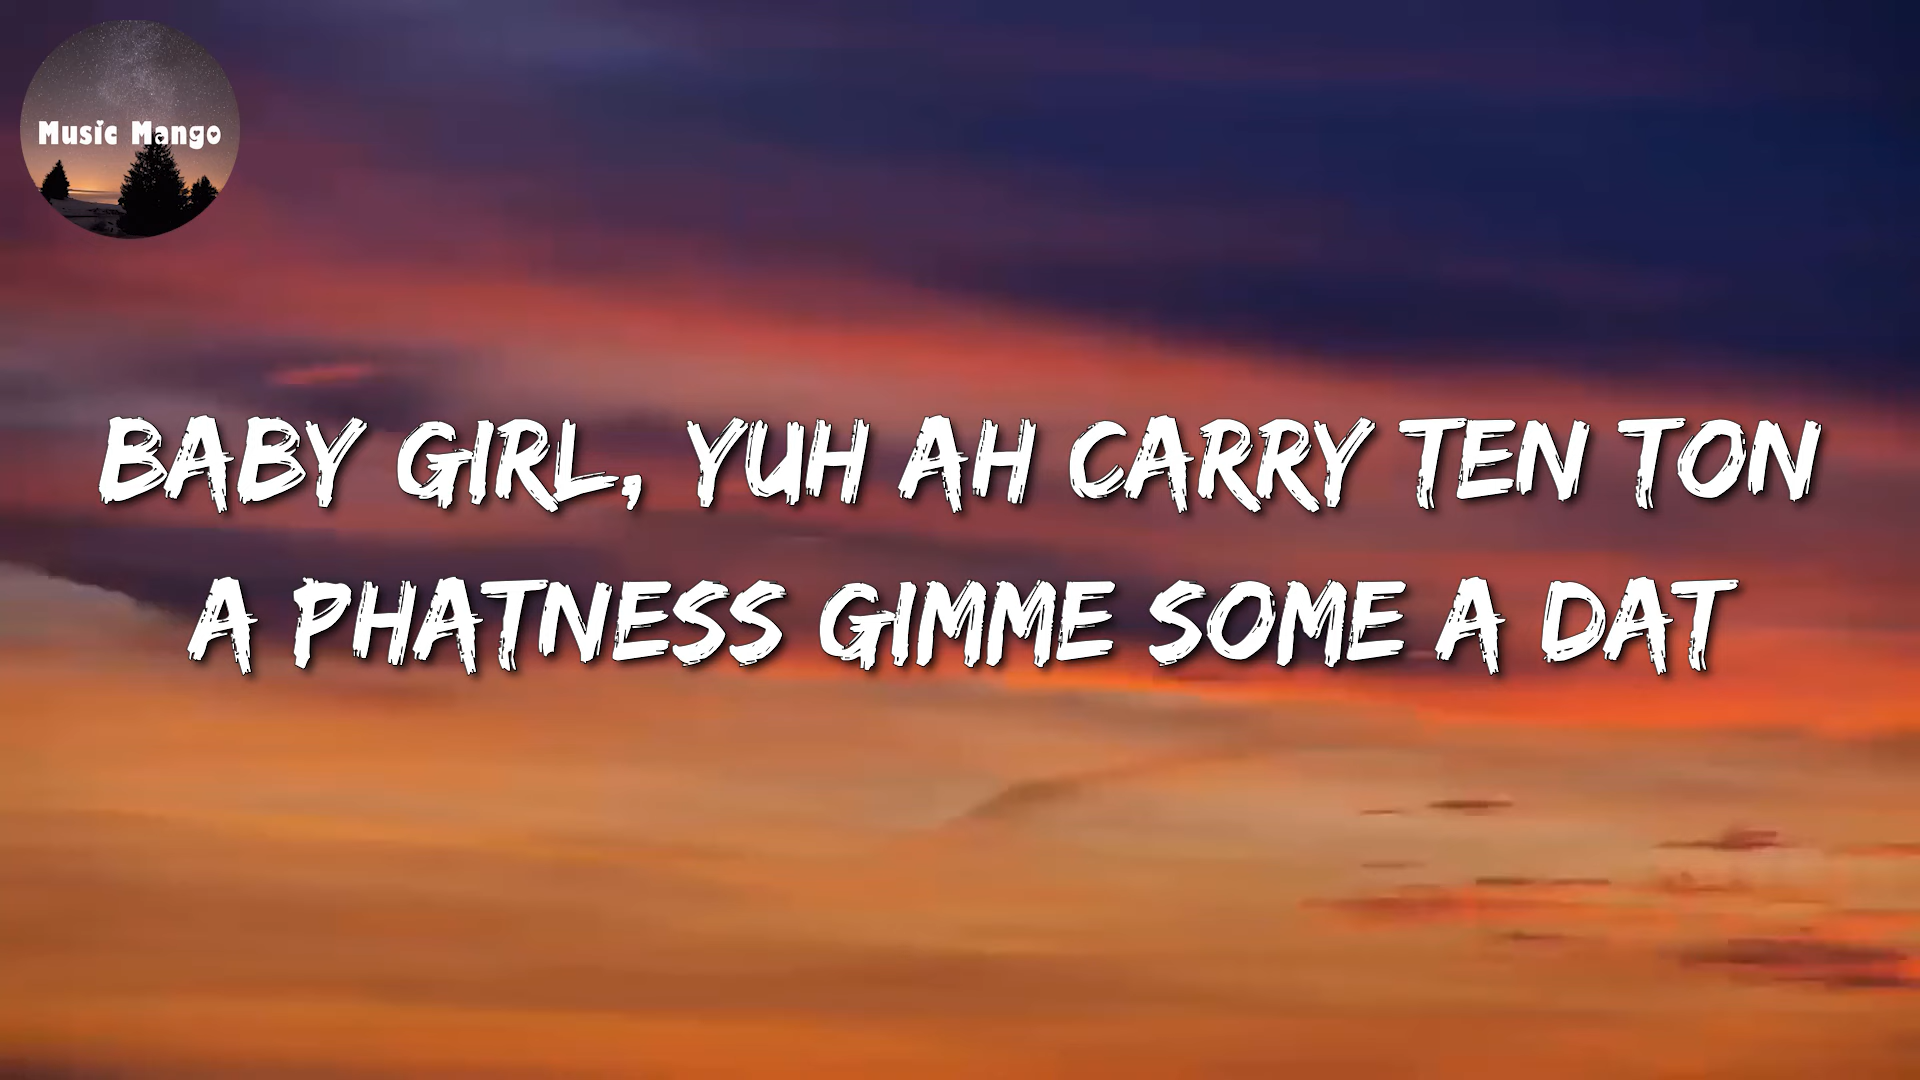 Music Mango
BABY GIRL, YUH AH CARRY TEN TON
A PHATNESS GIMME SOME A DAT